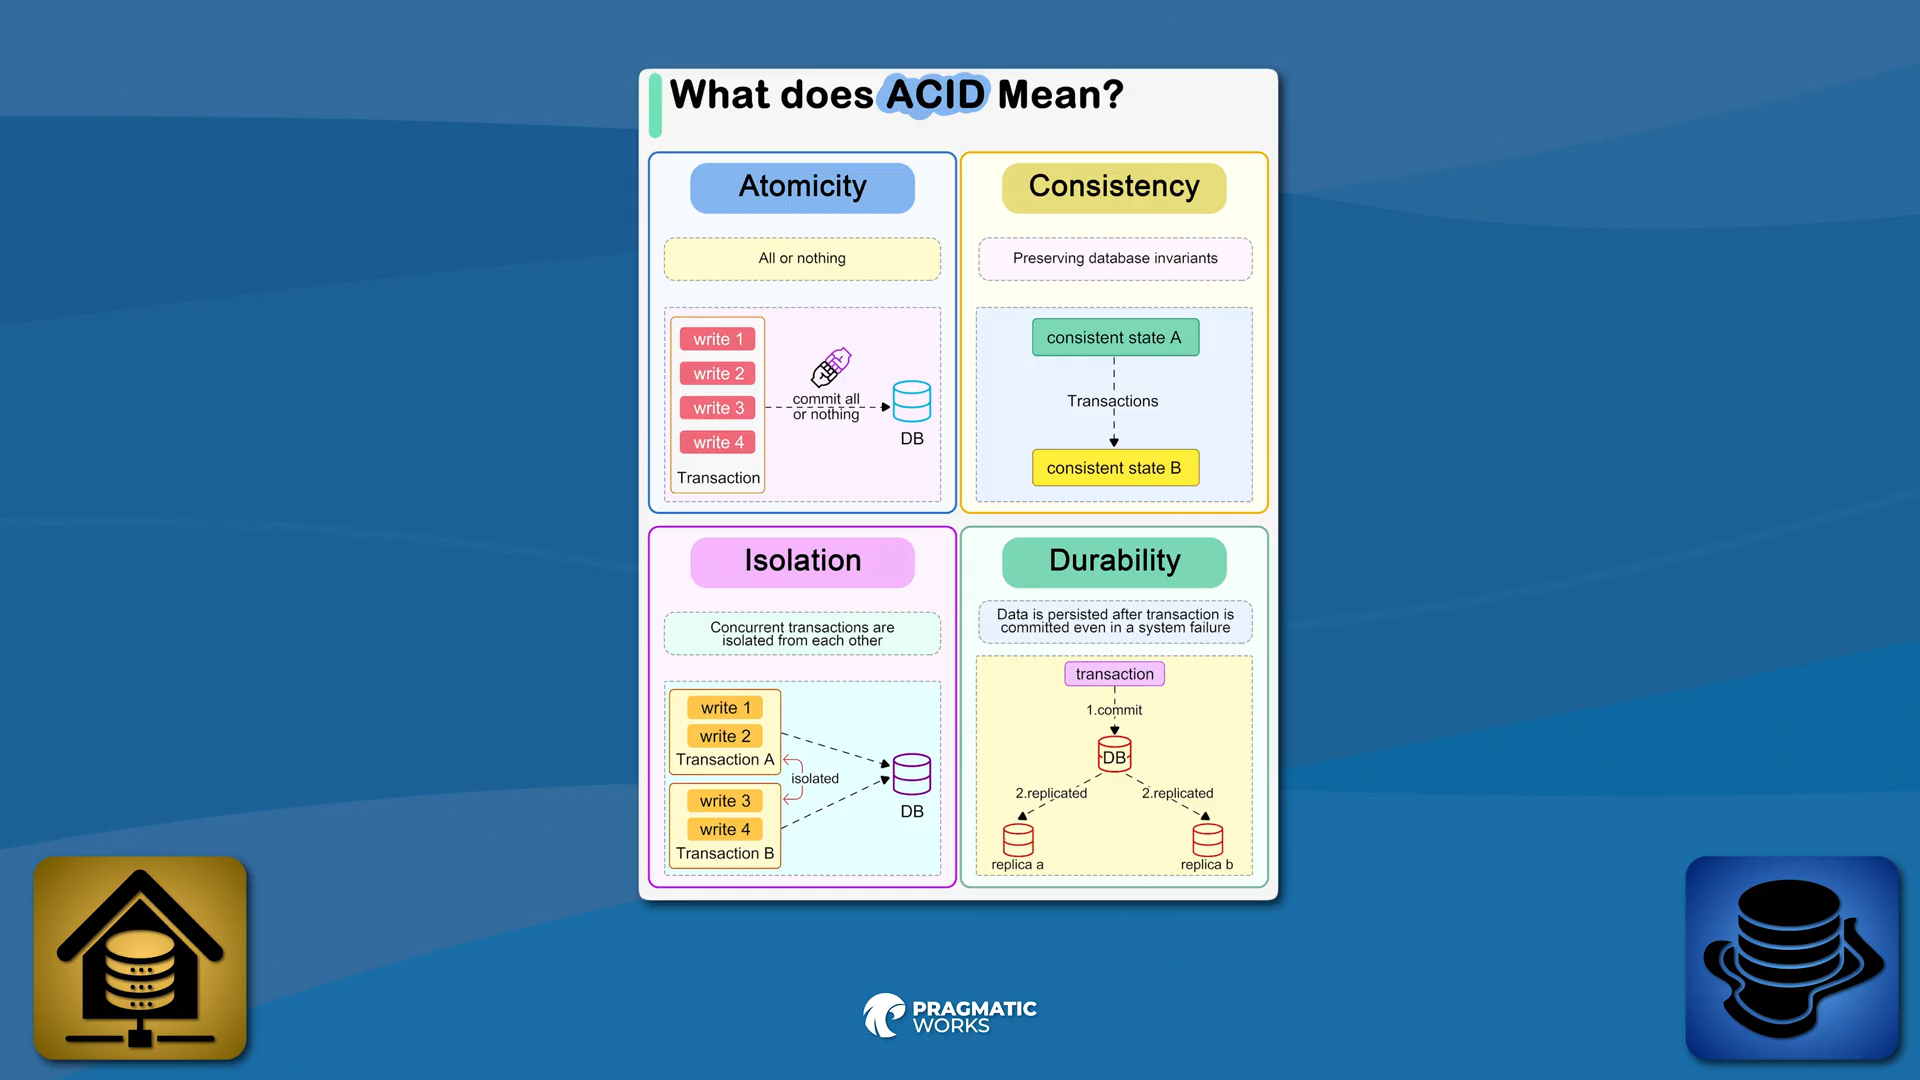 What does ACID Mean?
Atomicity
All or nothing
write 1
write 2
write 3
write 4
Transaction
commit all
or nothing
DB
Consistency
Preserving database invariants
consistent state A
Transactions
consistent state B
Isolation
Concurrent transactions are
isolated from each other
write 1
write 2
Transaction A
isolated
write 3
write 4
Transaction B
DB
Durability
Data is persisted after transaction is
committed even in a system failure
transaction
1.commit
DB
2.replicated
2.replicated
replica a
replica b
PRAGMATIC
WORKS